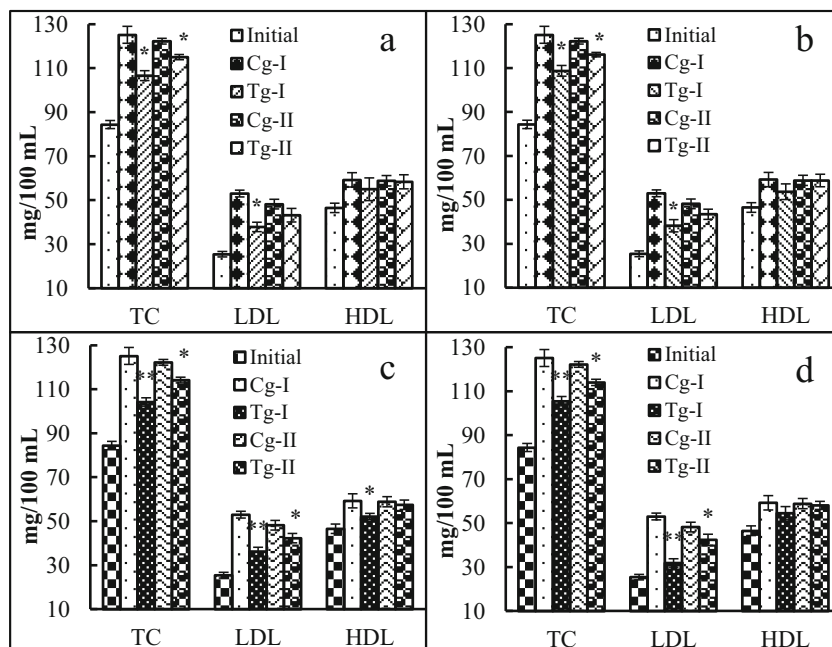 a
130
110
90
70
50
30
10
mg/100 mL
* *
*
Initial
Cg-I
Tg-I
Cg-II
Tg-II
TC LDL HDL
b
130
110
90
70
50
30
10
mg/100 mL
* *
*
Initial
Cg-I
Tg-I
Cg-II
Tg-II
TC LDL HDL
c
130
110
90
70
50
30
10
mg/100 mL
** *
** *
*
Initial
Cg-I
Tg-I
Cg-II
Tg-II
TC LDL HDL
d
130
110
90
70
50
30
10
mg/100 mL
** *
** *
Initial
Cg-I
Tg-I
Cg-II
Tg-II
TC LDL HDL